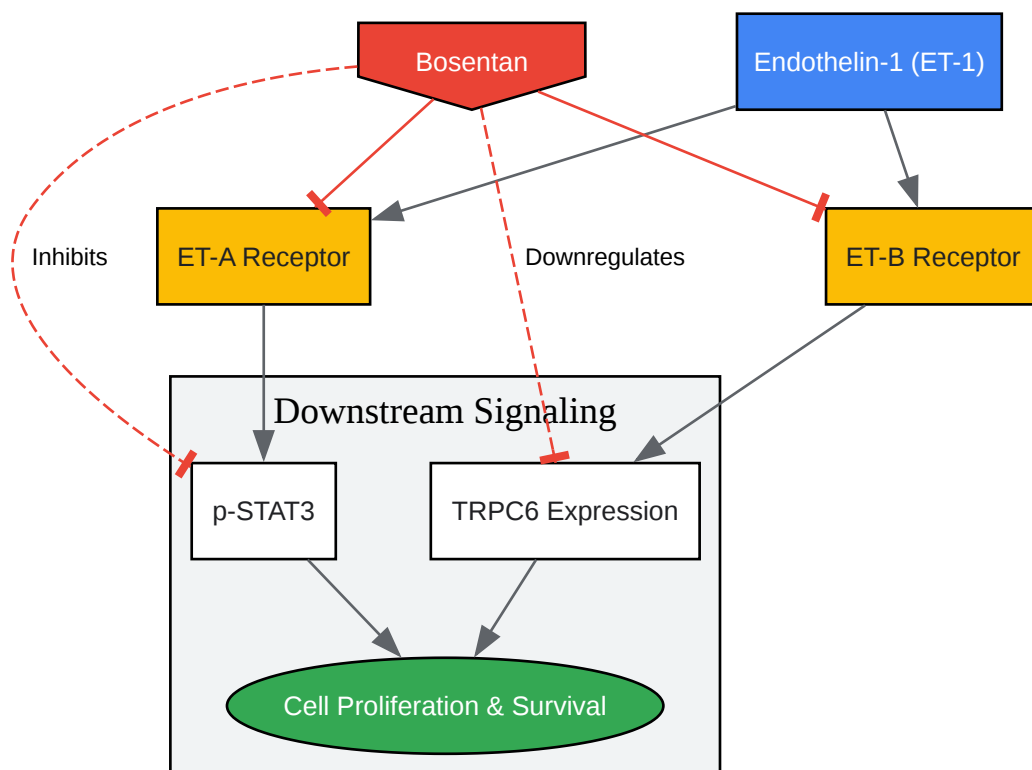 Bosentan
Endothelin-1 (ET-1)
Inhibits
ET-A Receptor
Downregulates
ET-B Receptor
Downstream Signaling
p-STAT3
TRPC6 Expression
Cell Proliferation & Survival